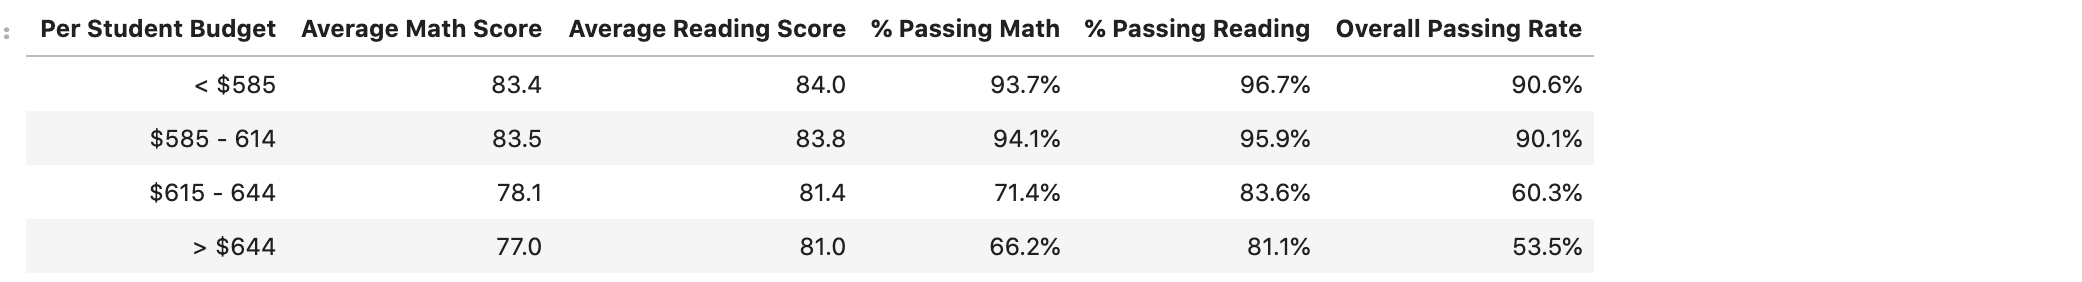 Per Student Budget Average Math Score Average Reading Score % Passing Math % Passing Reading Overall Passing Rate
< $585 83.4 84.0 93.7% 96.7% 90.6%
$585 - 614 83.5 83.8 94.1% 95.9% 90.1%
$615 - 644 78.1 81.4 71.4% 83.6% 60.3%
> $644 77.0 81.0 66.2% 81.1% 53.5%